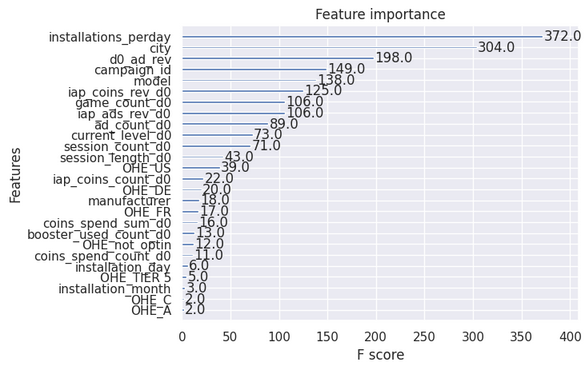 Feature importance
installations_perday 372.0
city 304.0
d0_ad_rev 198.0
campaign_id 149.0
model 138.0
iap_coins_rev_d0 125.0
game_count_d0 106.0
iap_ads_rev_d0 106.0
ad_count_d0 89.0
current_level_d0 73.0
session_count_d0 71.0
session_length_d0 43.0
OHE_US 39.0
iap_coins_count_d0 22.0
OHE_DE 20.0
manufacturer 18.0
OHE_FR 17.0
coins_spend_sum_d0 16.0
booster_used_count_d0 13.0
OHE_not_optin 12.0
coins_spend_count_d0 11.0
installation_day 6.0
OHE_TIER 5 5.0
installation_month 3.0
OHE_C 2.0
OHE_A 2.0
Features
0 50 100 150 200 250 300 350 400
F score